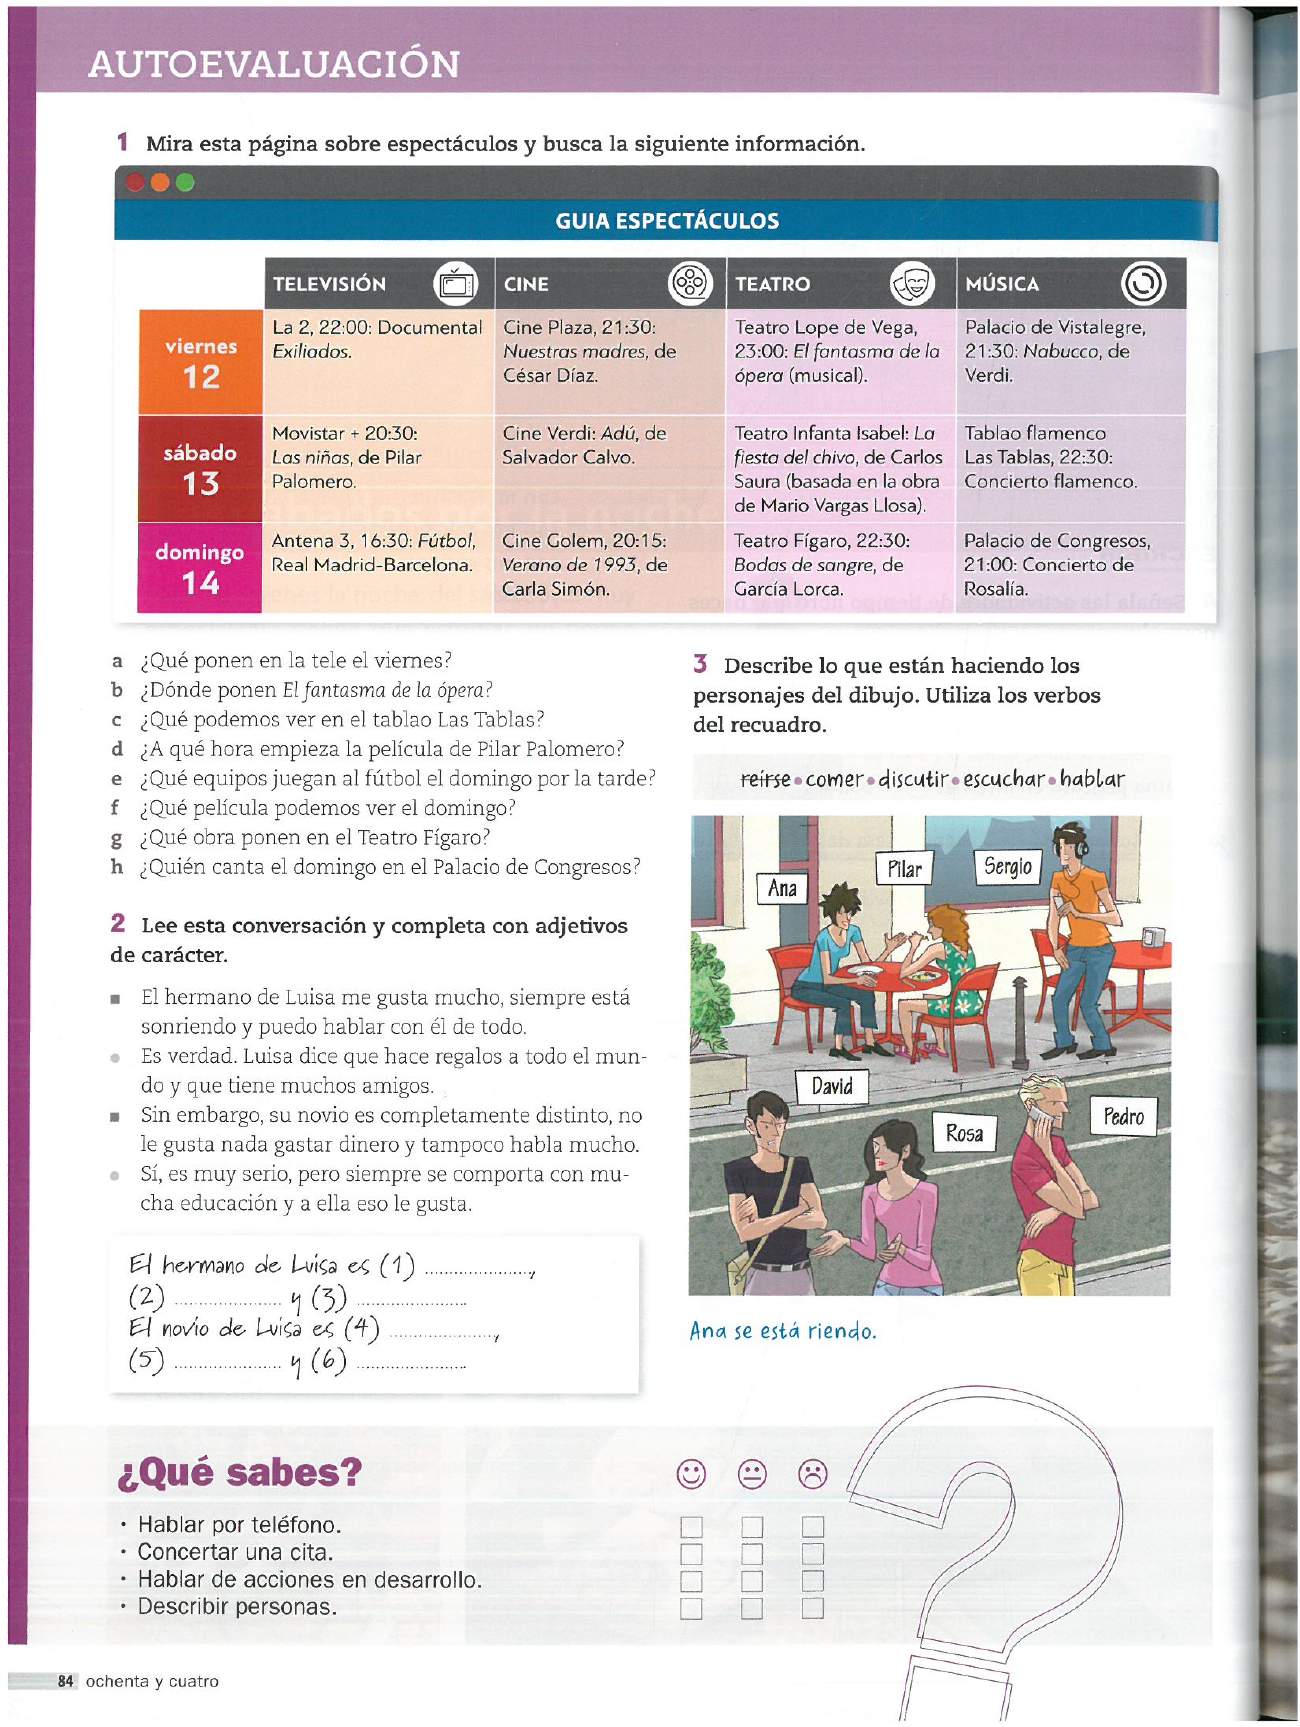 AUTOEVALUACIÓN
1 Mira esta página sobre espectáculos y busca la siguiente información.
GUIA ESPECTÁCULOS
TELEVISIÓN CINE TEATRO MÚSICA
viernes
12
La 2, 22:00: Documental
Exiliados.
Cine Plaza, 21:30:
Nuestras madres, de
César Díaz.
Teatro Lope de Vega,
23:00: El fantasma de la
ópera (musical).
Palacio de Vistalegre,
21:30: Nabucco, de
Verdi.
sábado
13
Movistar + 20:30:
Las niñas, de Pilar
Palomero.
Cine Verdi: Adú, de
Salvador Calvo.
Teatro Infanta Isabel: La
fiesta del chivo, de Carlos
Saura (basada en la obra
de Mario Vargas Llosa).
Tablao flamenco
Las Tablas, 22:30:
Concierto flamenco.
domingo
14
Antena 3, 16:30: Fútbol,
Real Madrid-Barcelona.
Cine Golem, 20:15:
Verano de 1993, de
Carla Simón.
Teatro Fígaro, 22:30:
Bodas de sangre, de
García Lorca.
Palacio de Congresos,
21:00: Concierto de
Rosalía.
a ¿Qué ponen en la tele el viernes?
b ¿Dónde ponen El fantasma de la ópera?
c ¿Qué podemos ver en el tablao Las Tablas?
d ¿A qué hora empieza la película de Pilar Palomero?
e ¿Qué equipos juegan al fútbol el domingo por la tarde?
f ¿Qué película podemos ver el domingo?
g ¿Qué obra ponen en el Teatro Fígaro?
h ¿Quién canta el domingo en el Palacio de Congresos?
2 Lee esta conversación y completa con adjetivos
de carácter.
■ El hermano de Luisa me gusta mucho, siempre está
sonriendo y puedo hablar con él de todo.
● Es verdad. Luisa dice que hace regalos a todo el mun-
do y que tiene muchos amigos.
■ Sin embargo, su novio es completamente distinto, no
le gusta nada gastar dinero y tampoco habla mucho.
● Sí, es muy serio, pero siempre se comporta con mu-
cha educación y a ella eso le gusta.
El hermano de Luisa es (1) ......................,
(2) ...................... y (3) ......................
El novio de Luisa es (4) ......................,
(5) ...................... y (6) ......................
3 Describe lo que están haciendo los
personajes del dibujo. Utiliza los verbos
del recuadro.
reírse • comer • discutir • escuchar • hablar
Ana
Pilar
Sergio
David
Rosa
Pedro
Ana se está riendo.
¿Qué sabes?
• Hablar por teléfono.
• Concertar una cita.
• Hablar de acciones en desarrollo.
• Describir personas.
84 ochenta y cuatro